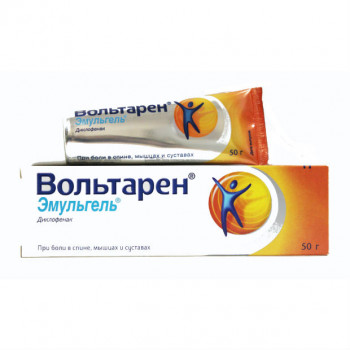 Вольтарен®
Эмульгель®
Диклофенак
При боли в спине, мышцах и суставах
50 г
Вольтарен®
Эмульгель®
Диклофенак
При боли в спине, мышцах и суставах
50 г